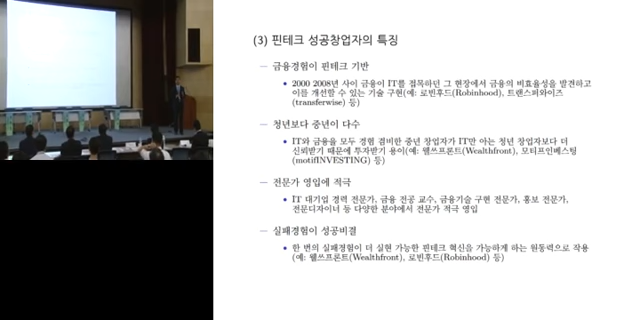 (3) 핀테크 성공창업자의 특징
— 금융경험이 핀테크 기반
• 2000 2008년 사이 금융이 IT를 접목하던 그 현장에서 금융의 비효율성을 발견하고
이를 개선할 수 있는 기술 구현(예: 로빈후드(Robinhood), 트랜스퍼와이즈
(transferwise) 등)
— 청년보다 중년이 다수
• IT와 금융을 모두 경험 겸비한 중년 창업자가 IT만 아는 청년 창업자보다 더
신뢰받기 때문에 투자받기 용이(예: 웰쓰프론트(Wealthfront), 모티프인베스팅
(motifINVESTING) 등)
— 전문가 영입에 적극
• IT 대기업 경력 전문가, 금융 전공 교수, 금융기술 구현 전문가, 홍보 전문가,
전문디자이너 등 다양한 분야에서 전문가 적극 영입
— 실패경험이 성공비결
• 한 번의 실패경험이 더 실현 가능한 핀테크 혁신을 가능하게 하는 원동력으로 작용
(예: 웰쓰프론트(Wealthfront), 로빈후드(Robinhood) 등)